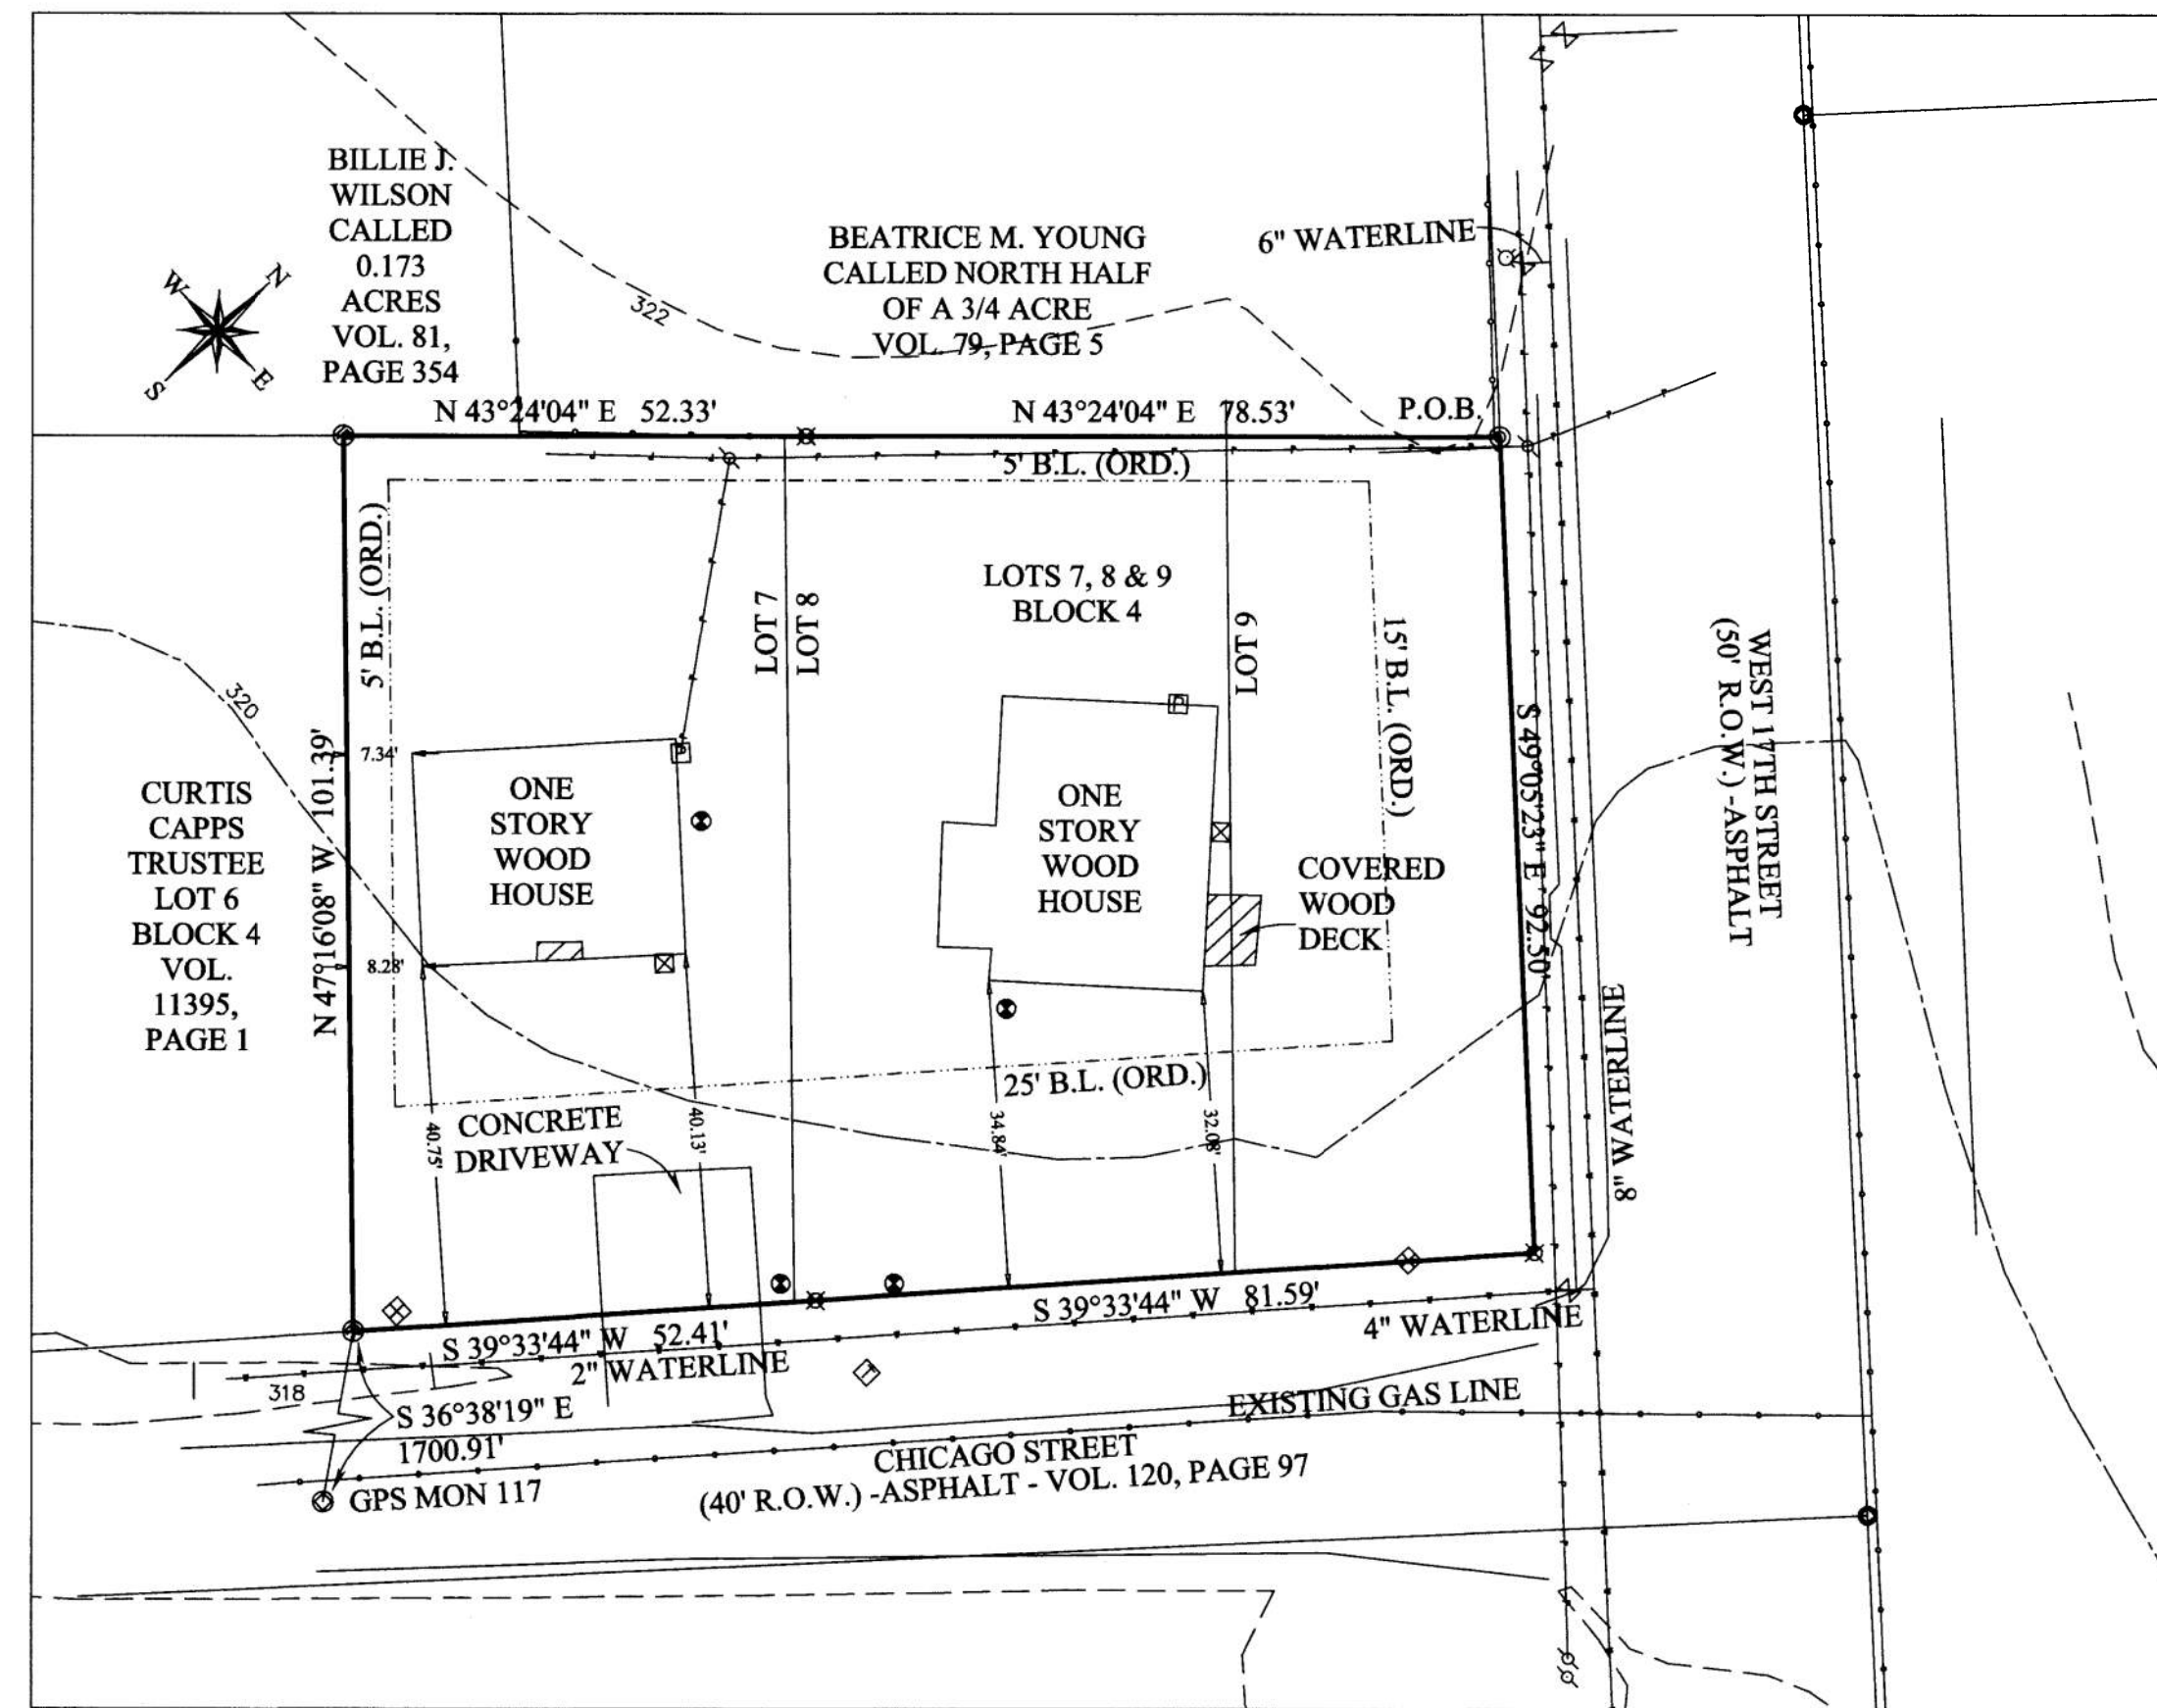 BILLIE J.
WILSON
CALLED
0.173
ACRES
VOL. 81,
PAGE 354
BEATRICE M. YOUNG
CALLED NORTH HALF
OF A 3/4 ACRE
VOL. 79, PAGE 5
6" WATERLINE
W
N
S
E
322
N 43°24'04" E 52.33'
N 43°24'04" E 78.53'
P.O.B.
5' B.L. (ORD.)
5' B.L. (ORD.)
LOT 7
LOT 8
LOTS 7, 8 & 9
BLOCK 4
LOT 9
15' B.L. (ORD.)
WEST 17TH STREET
(50' R.O.W.) -ASPHALT
320
N 47°16'08" W 101.39'
7.34'
8.28'
CURTIS
CAPPS
TRUSTEE
LOT 6
BLOCK 4
VOL.
11395,
PAGE 1
P
ONE
STORY
WOOD
HOUSE
P
ONE
STORY
WOOD
HOUSE
COVERED
WOOD
DECK
S 49°05'23" E 92.50'
8" WATERLINE
25' B.L. (ORD.)
CONCRETE
DRIVEWAY
40.75'
40.13'
34.84'
32.08'
S 39°33'44" W 52.41'
S 39°33'44" W 81.59'
2" WATERLINE
4" WATERLINE
318
S 36°38'19" E
1700.91'
GPS MON 117
EXISTING GAS LINE
CHICAGO STREET
(40' R.O.W.) -ASPHALT - VOL. 120, PAGE 97